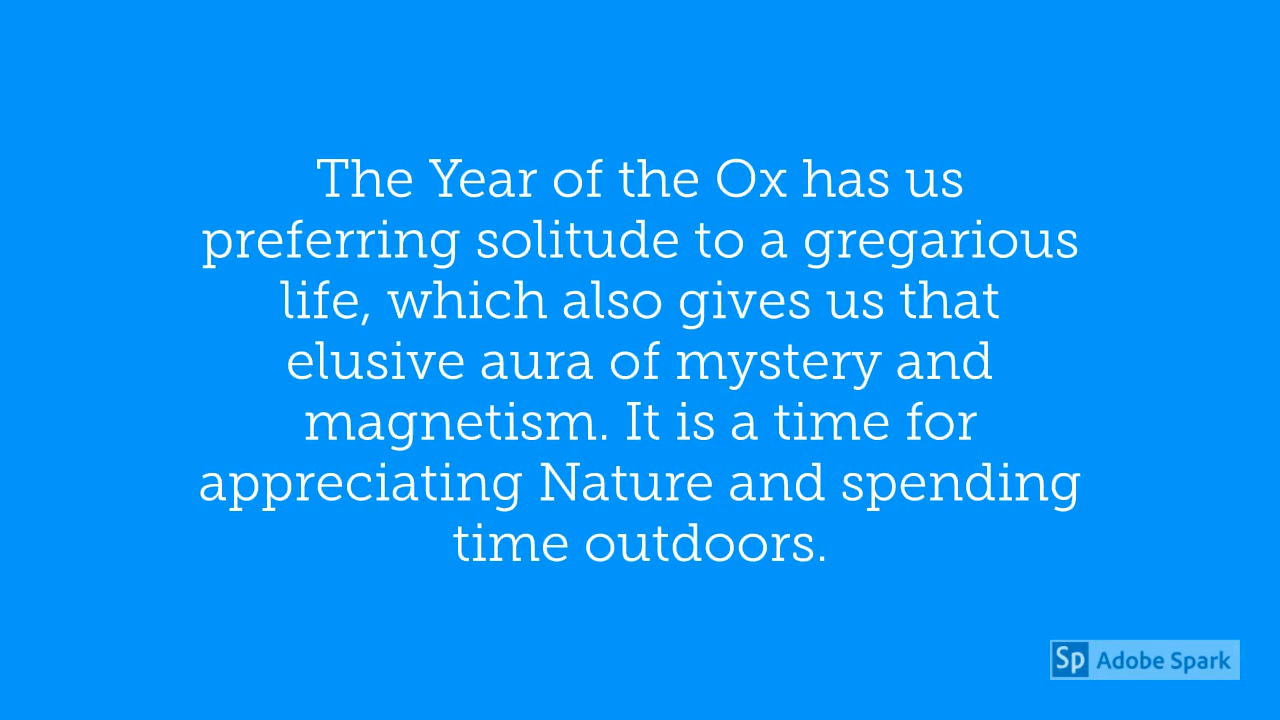 The Year of the Ox has us
preferring solitude to a gregarious
life, which also gives us that
elusive aura of mystery and
magnetism. It is a time for
appreciating Nature and spending
time outdoors.
Sp Adobe Spark